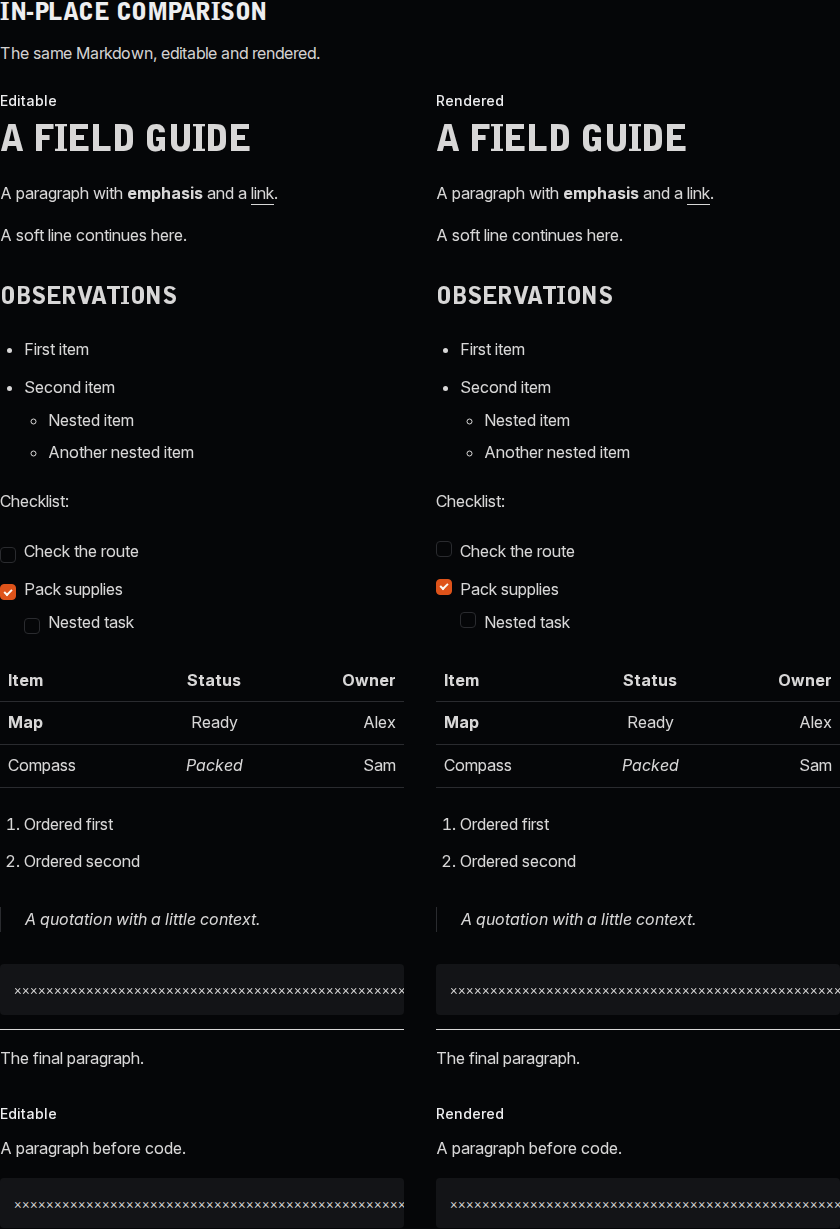 IN-PLACE COMPARISON
The same Markdown, editable and rendered.
Editable
A FIELD GUIDE
A paragraph with emphasis and a link.
A soft line continues here.
OBSERVATIONS
First item
Second item
Nested item
Another nested item
Checklist:
Check the route
Pack supplies
Nested task
Item Status Owner
Map Ready Alex
Compass Packed Sam
1. Ordered first
2. Ordered second
A quotation with a little context.
xxxxxxxxxxxxxxxxxxxxxxxxxxxxxxxxxxxxxxxxxxxxxxxxx
The final paragraph.
Rendered
A FIELD GUIDE
A paragraph with emphasis and a link.
A soft line continues here.
OBSERVATIONS
First item
Second item
Nested item
Another nested item
Checklist:
Check the route
Pack supplies
Nested task
Item Status Owner
Map Ready Alex
Compass Packed Sam
1. Ordered first
2. Ordered second
A quotation with a little context.
xxxxxxxxxxxxxxxxxxxxxxxxxxxxxxxxxxxxxxxxxxxxxxxxx
The final paragraph.
Editable
A paragraph before code.
xxxxxxxxxxxxxxxxxxxxxxxxxxxxxxxxxxxxxxxxxxxxxxxxx
Rendered
A paragraph before code.
xxxxxxxxxxxxxxxxxxxxxxxxxxxxxxxxxxxxxxxxxxxxxxxxx